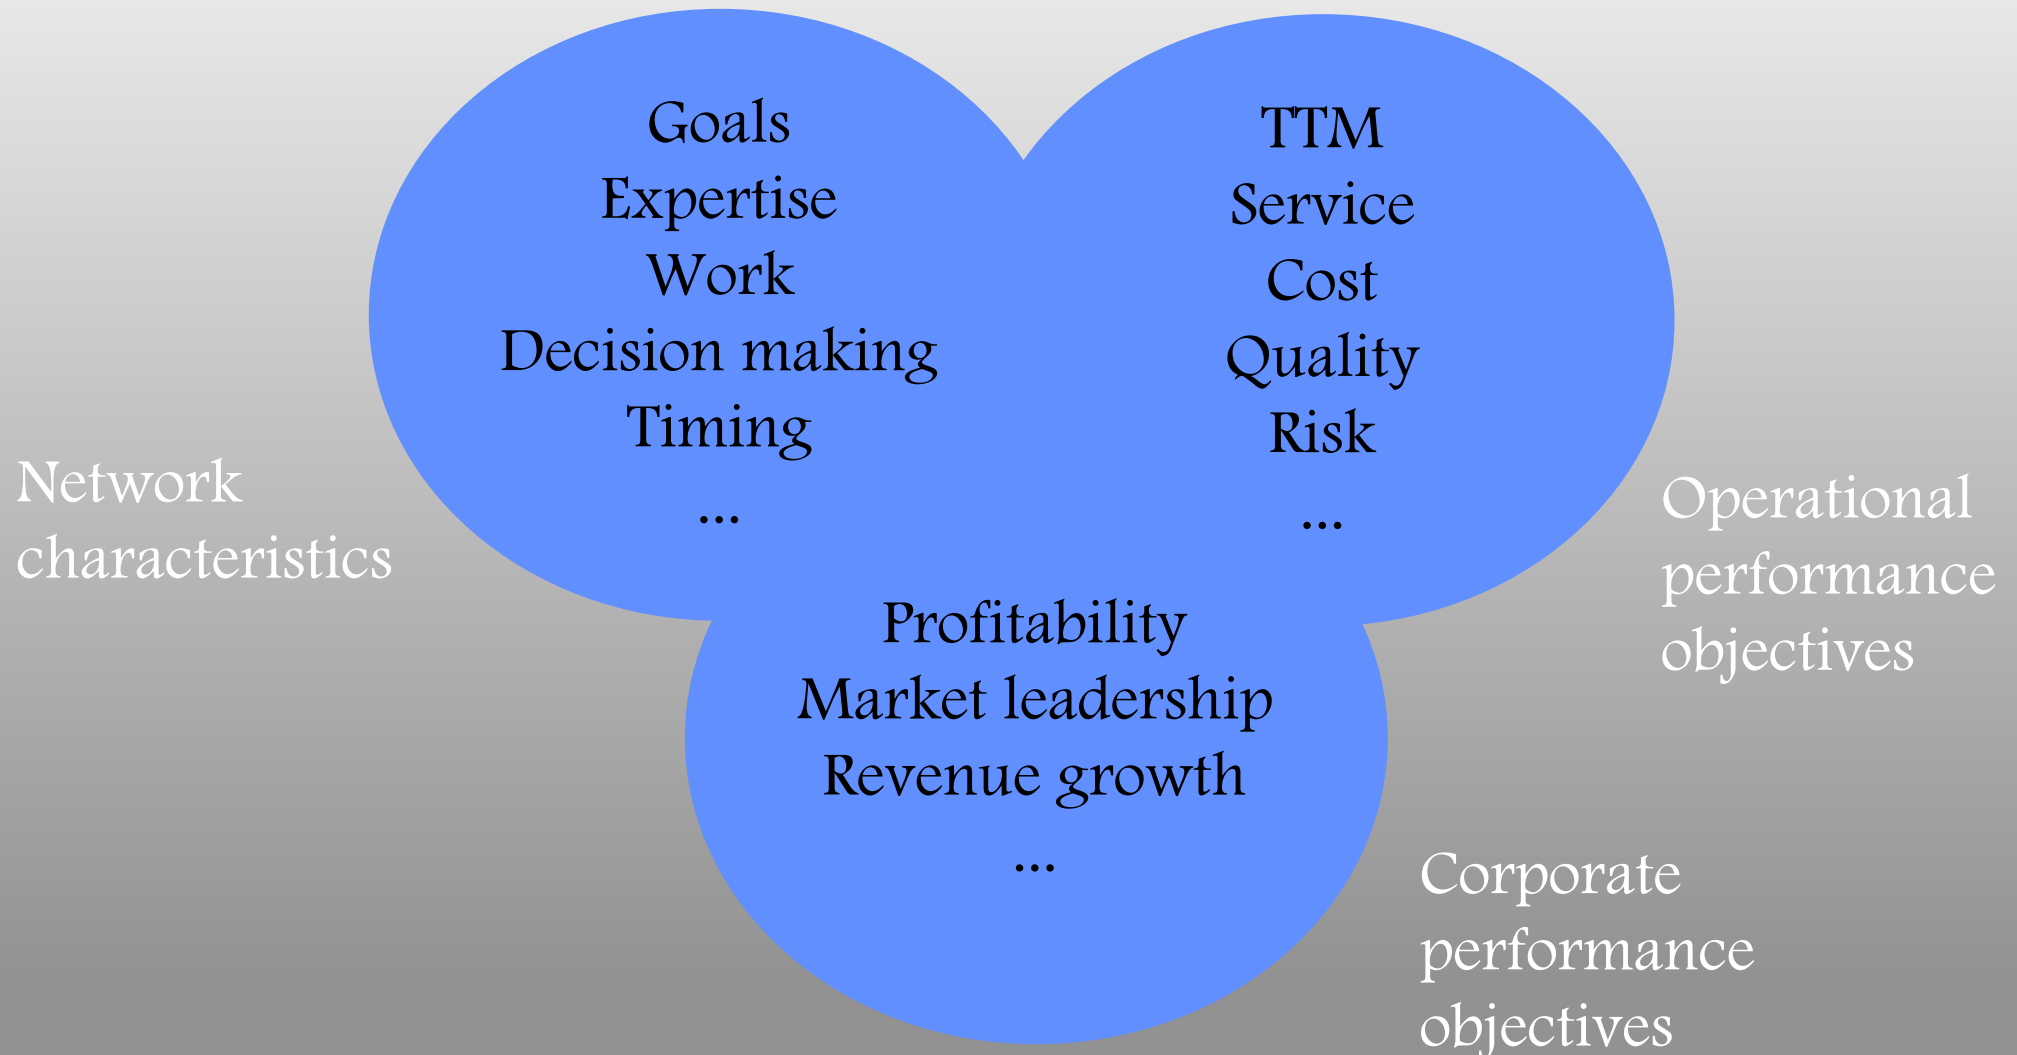 Goals
Expertise
Work
Decision making
Timing
...
TTM
Service
Cost
Quality
Risk
...
Network
characteristics
Operational
performance
objectives
Profitability
Market leadership
Revenue growth
...
Corporate
performance
objectives